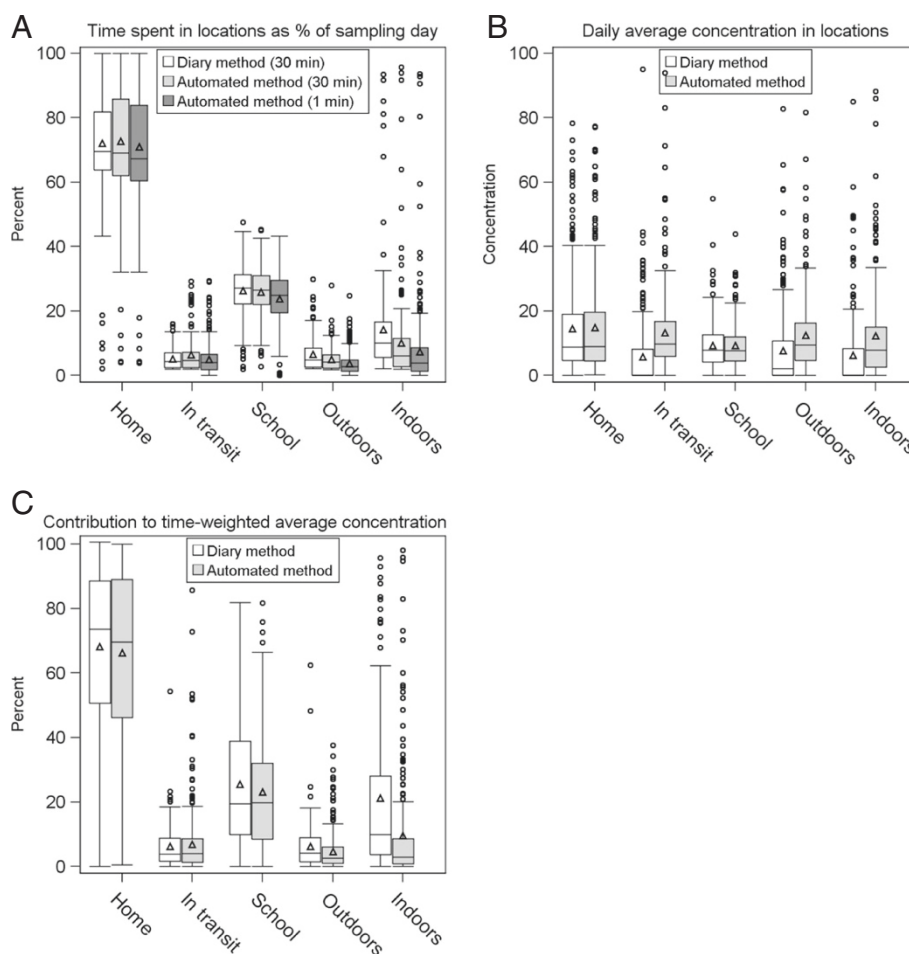 A
Time spent in locations as % of sampling day
Diary method (30 min)
Automated method (30 min)
Automated method (1 min)
Percent
100
80
60
40
20
0
Home
In transit
School
Outdoors
Indoors
B
Daily average concentration in locations
Diary method
Automated method
Concentration
100
80
60
40
20
0
Home
In transit
School
Outdoors
Indoors
C
Contribution to time-weighted average concentration
Diary method
Automated method
Percent
100
80
60
40
20
0
Home
In transit
School
Outdoors
Indoors